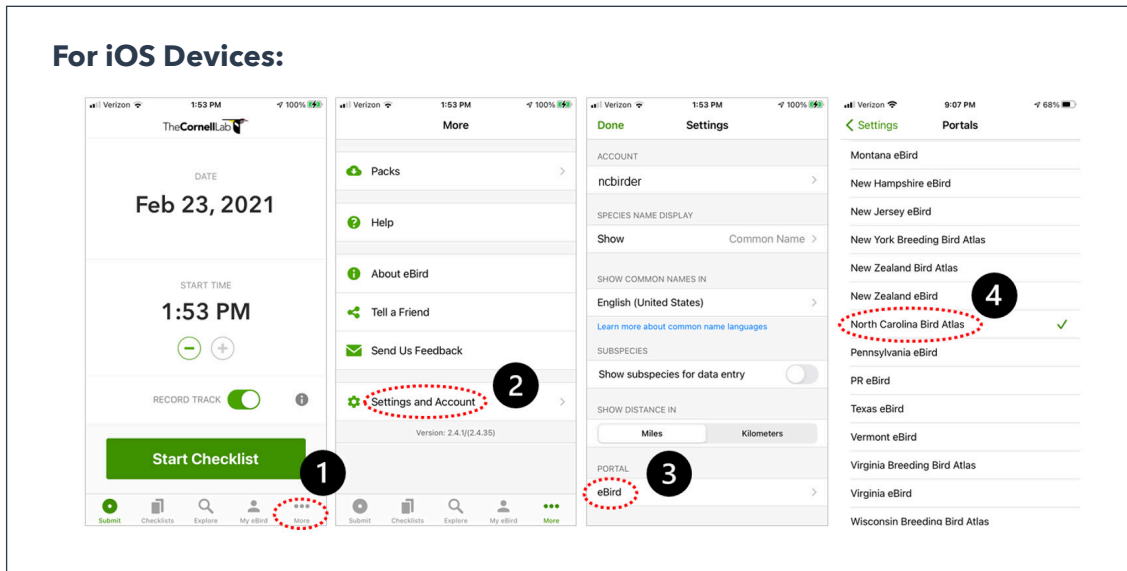 For iOS Devices:
Verizon 1:53 PM 100%
TheCornellLab
DATE
Feb 23, 2021
START TIME
1:53 PM
RECORD TRACK
Start Checklist
1
Submit Checklists Explore My eBird More
Verizon 1:53 PM 100%
More
Packs
Help
About eBird
Tell a Friend
Send Us Feedback
2
Settings and Account
Version: 2.4.1/(2.4.35)
Submit Checklists Explore My eBird More
Verizon 1:53 PM 100%
Done Settings
ACCOUNT
ncbirder
SPECIES NAME DISPLAY
Show Common Name
SHOW COMMON NAMES IN
English (United States)
Learn more about common name languages
SUBSPECIES
Show subspecies for data entry
SHOW DISTANCE IN
Miles Kilometers
PORTAL
3
eBird
Verizon 9:07 PM 68%
Settings Portals
Montana eBird
New Hampshire eBird
New Jersey eBird
New York Breeding Bird Atlas
New Zealand Bird Atlas
New Zealand eBird
4
North Carolina Bird Atlas
Pennsylvania eBird
PR eBird
Texas eBird
Vermont eBird
Virginia Breeding Bird Atlas
Virginia eBird
Wisconsin Breeding Bird Atlas